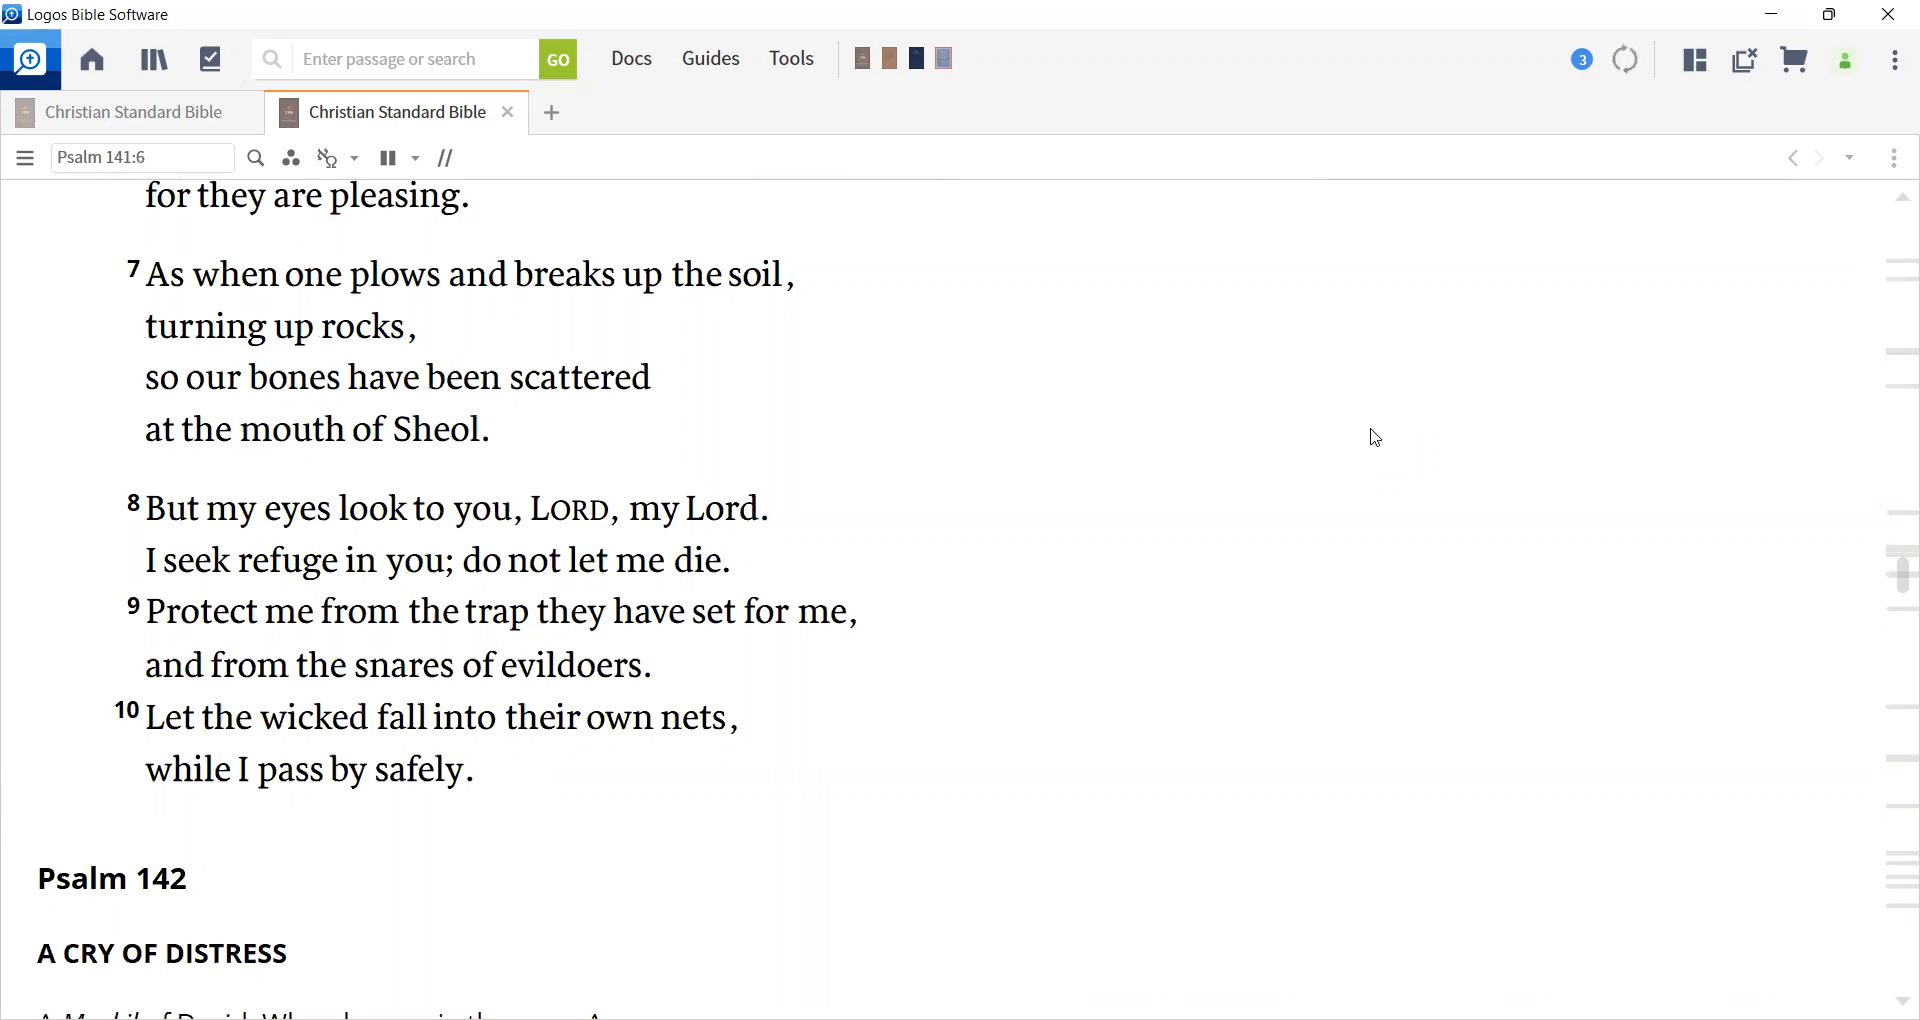 Logos Bible Software
Enter passage or search
GO
Docs
Guides
Tools
3
Christian Standard Bible
Christian Standard Bible
Psalm 141:6
for they are pleasing.
7 As when one plows and breaks up the soil,
turning up rocks,
so our bones have been scattered
at the mouth of Sheol.
8 But my eyes look to you, LORD, my Lord.
I seek refuge in you; do not let me die.
9 Protect me from the trap they have set for me,
and from the snares of evildoers.
10 Let the wicked fall into their own nets,
while I pass by safely.
Psalm 142
A CRY OF DISTRESS